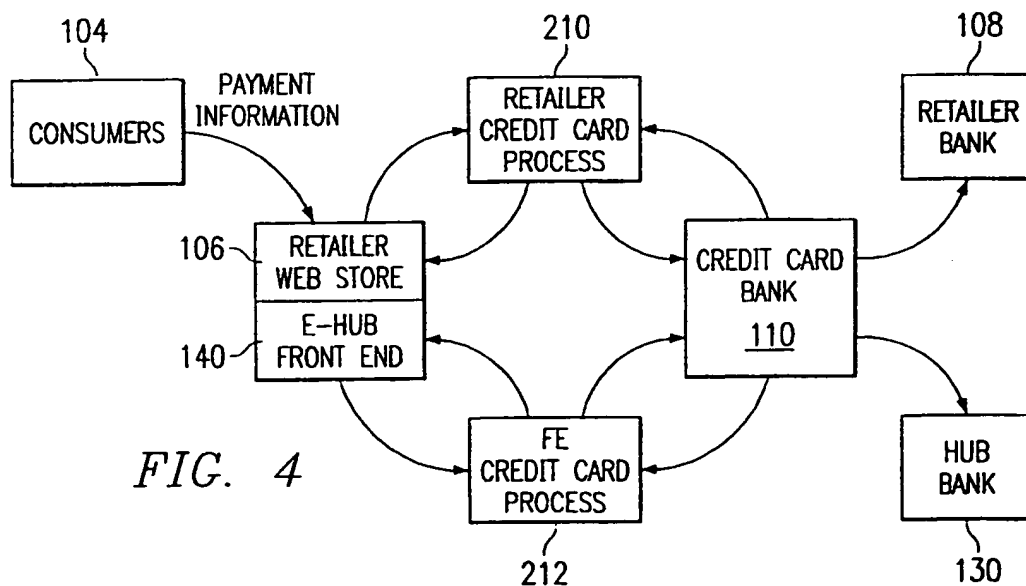 104
CONSUMERS
PAYMENT
INFORMATION
210
RETAILER
CREDIT CARD
PROCESS
108
RETAILER
BANK
106
RETAILER
WEB STORE
140
E-HUB
FRONT END
CREDIT CARD
BANK
110
FE
CREDIT CARD
PROCESS
212
HUB
BANK
130
FIG. 4